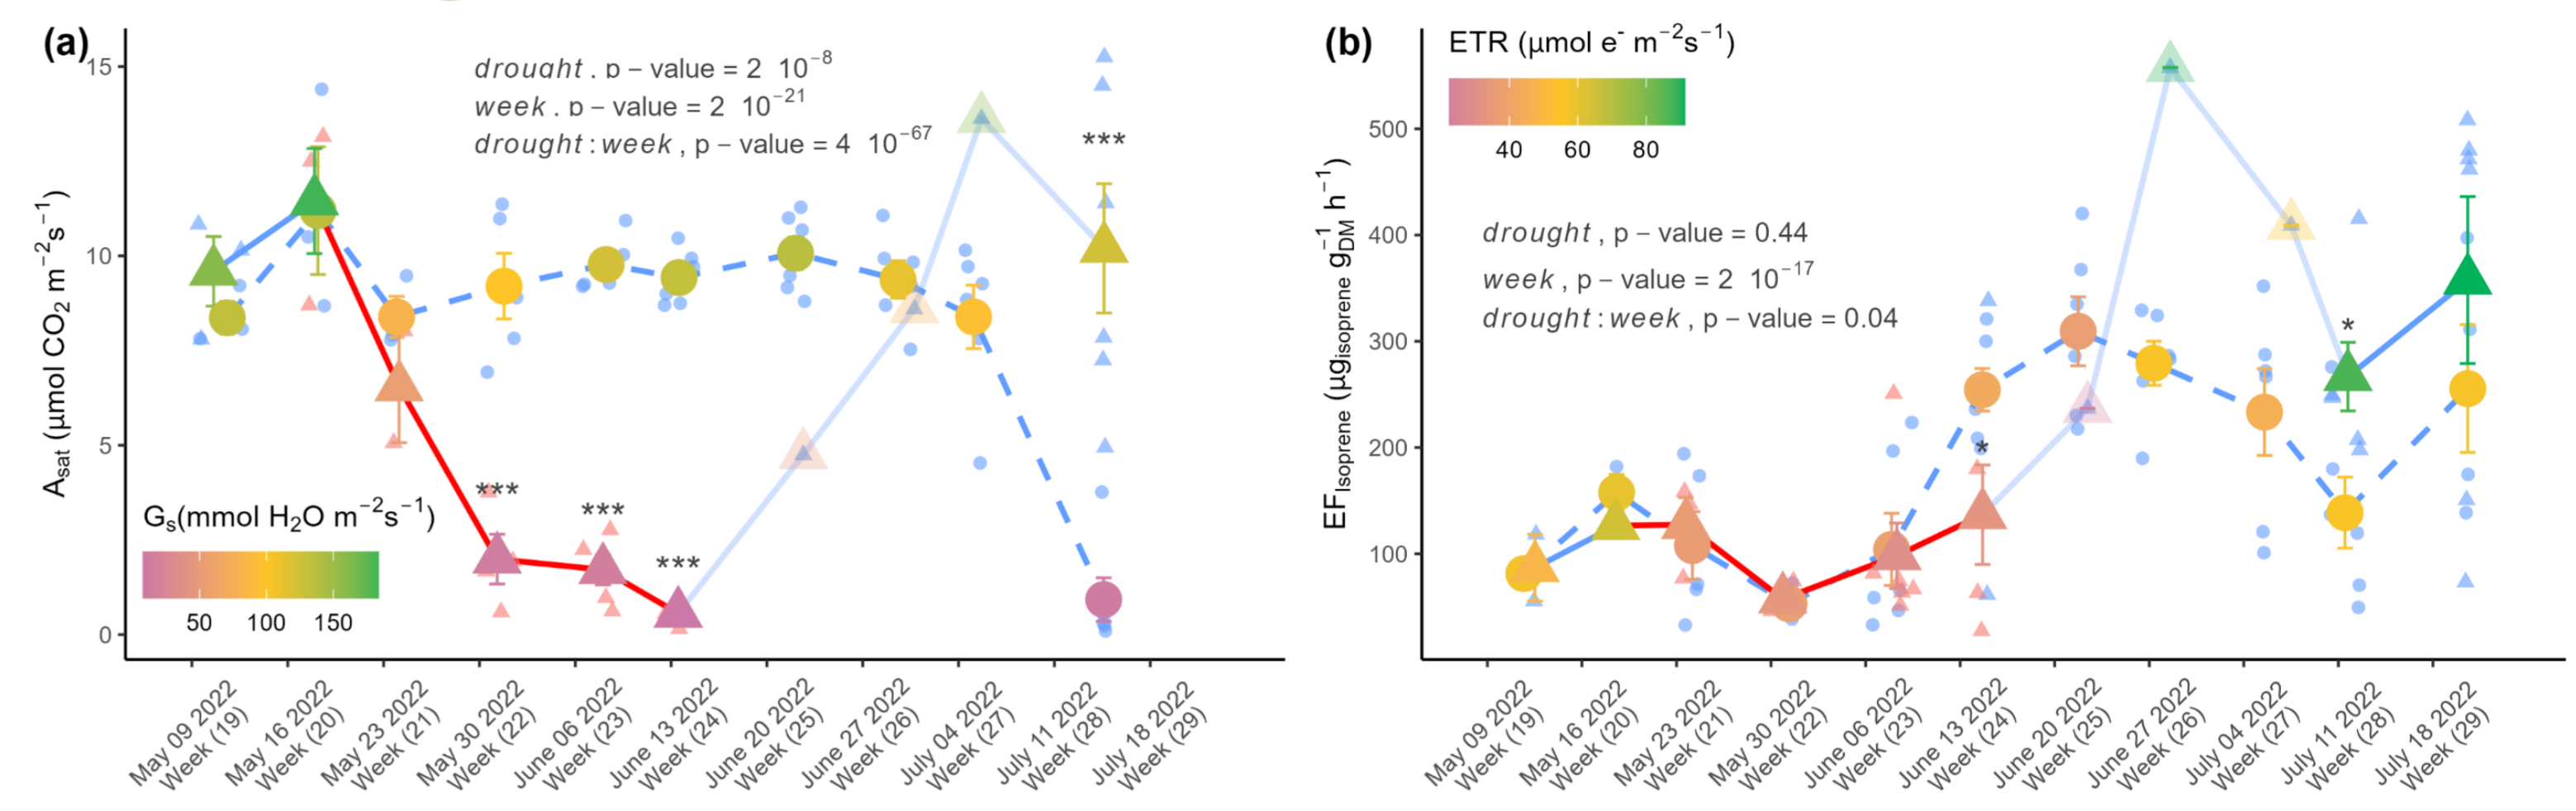 (a)
15
10
5
0
A_sat (μmol CO₂ m⁻²s⁻¹)
drought . p – value = 2 10⁻⁸
week . p – value = 2 10⁻²¹
drought : week , p – value = 4 10⁻⁶⁷
***
***
***
***
G_s(mmol H₂O m⁻²s⁻¹)
50 100 150
May 09 2022
Week (19)
May 16 2022
Week (20)
May 23 2022
Week (21)
May 30 2022
Week (22)
June 06 2022
Week (23)
June 13 2022
Week (24)
June 20 2022
Week (25)
June 27 2022
Week (26)
July 04 2022
Week (27)
July 11 2022
Week (28)
July 18 2022
Week (29)
(b)
ETR (μmol e⁻ m⁻²s⁻¹)
40 60 80
500
400
300
200
100
EF_Isoprene (μg_isoprene g_DM⁻¹ h⁻¹)
drought , p – value = 0.44
week , p – value = 2 10⁻¹⁷
drought : week , p – value = 0.04
*
*
May 09 2022
Week (19)
May 16 2022
Week (20)
May 23 2022
Week (21)
May 30 2022
Week (22)
June 06 2022
Week (23)
June 13 2022
Week (24)
June 20 2022
Week (25)
June 27 2022
Week (26)
July 04 2022
Week (27)
July 11 2022
Week (28)
July 18 2022
Week (29)